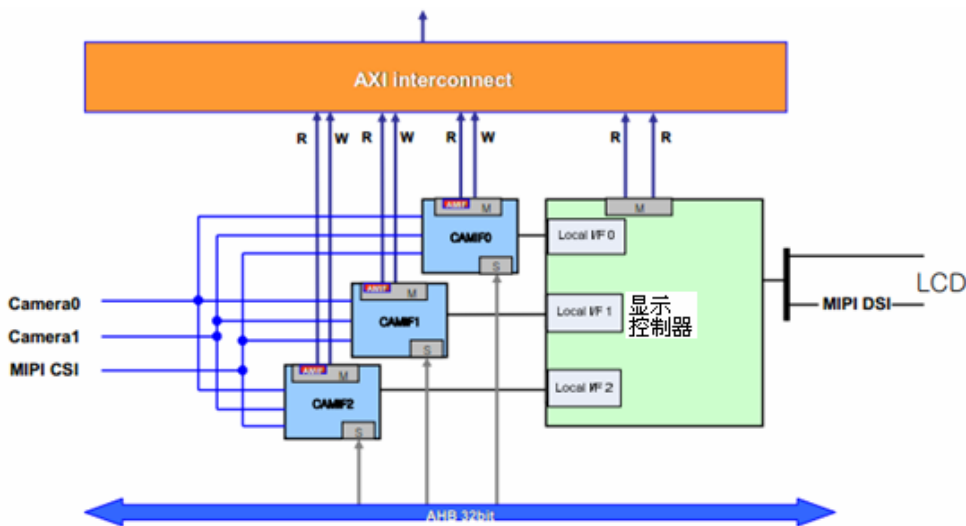 AXI interconnect
R W R W R W R R
AMIF M
M
CAMIF0
Local I/F 0
S
AMIF M
Camera0
CAMIF1
Local I/F 1
显示
控制器
LCD
MIPI DSI
Camera1
S
MIPI CSI
AMIF M
CAMIF2
Local I/F 2
S
AHB 32bit